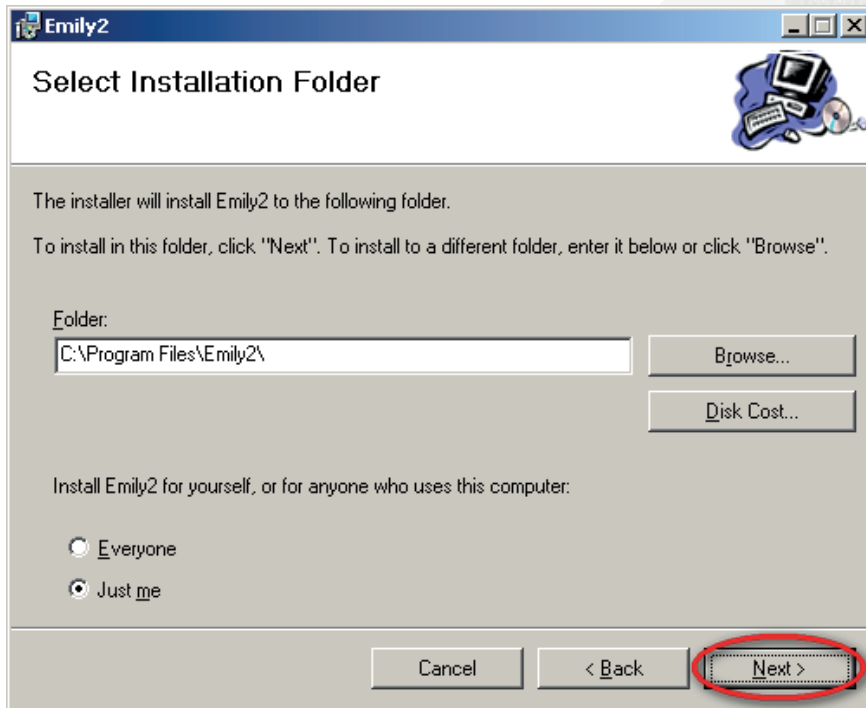 Emily2
Select Installation Folder
The installer will install Emily2 to the following folder.
To install in this folder, click "Next". To install to a different folder, enter it below or click "Browse".
Folder:
C:\Program Files\Emily2\
Browse...
Disk Cost...
Install Emily2 for yourself, or for anyone who uses this computer:
Everyone
Just me
Cancel
< Back
Next >